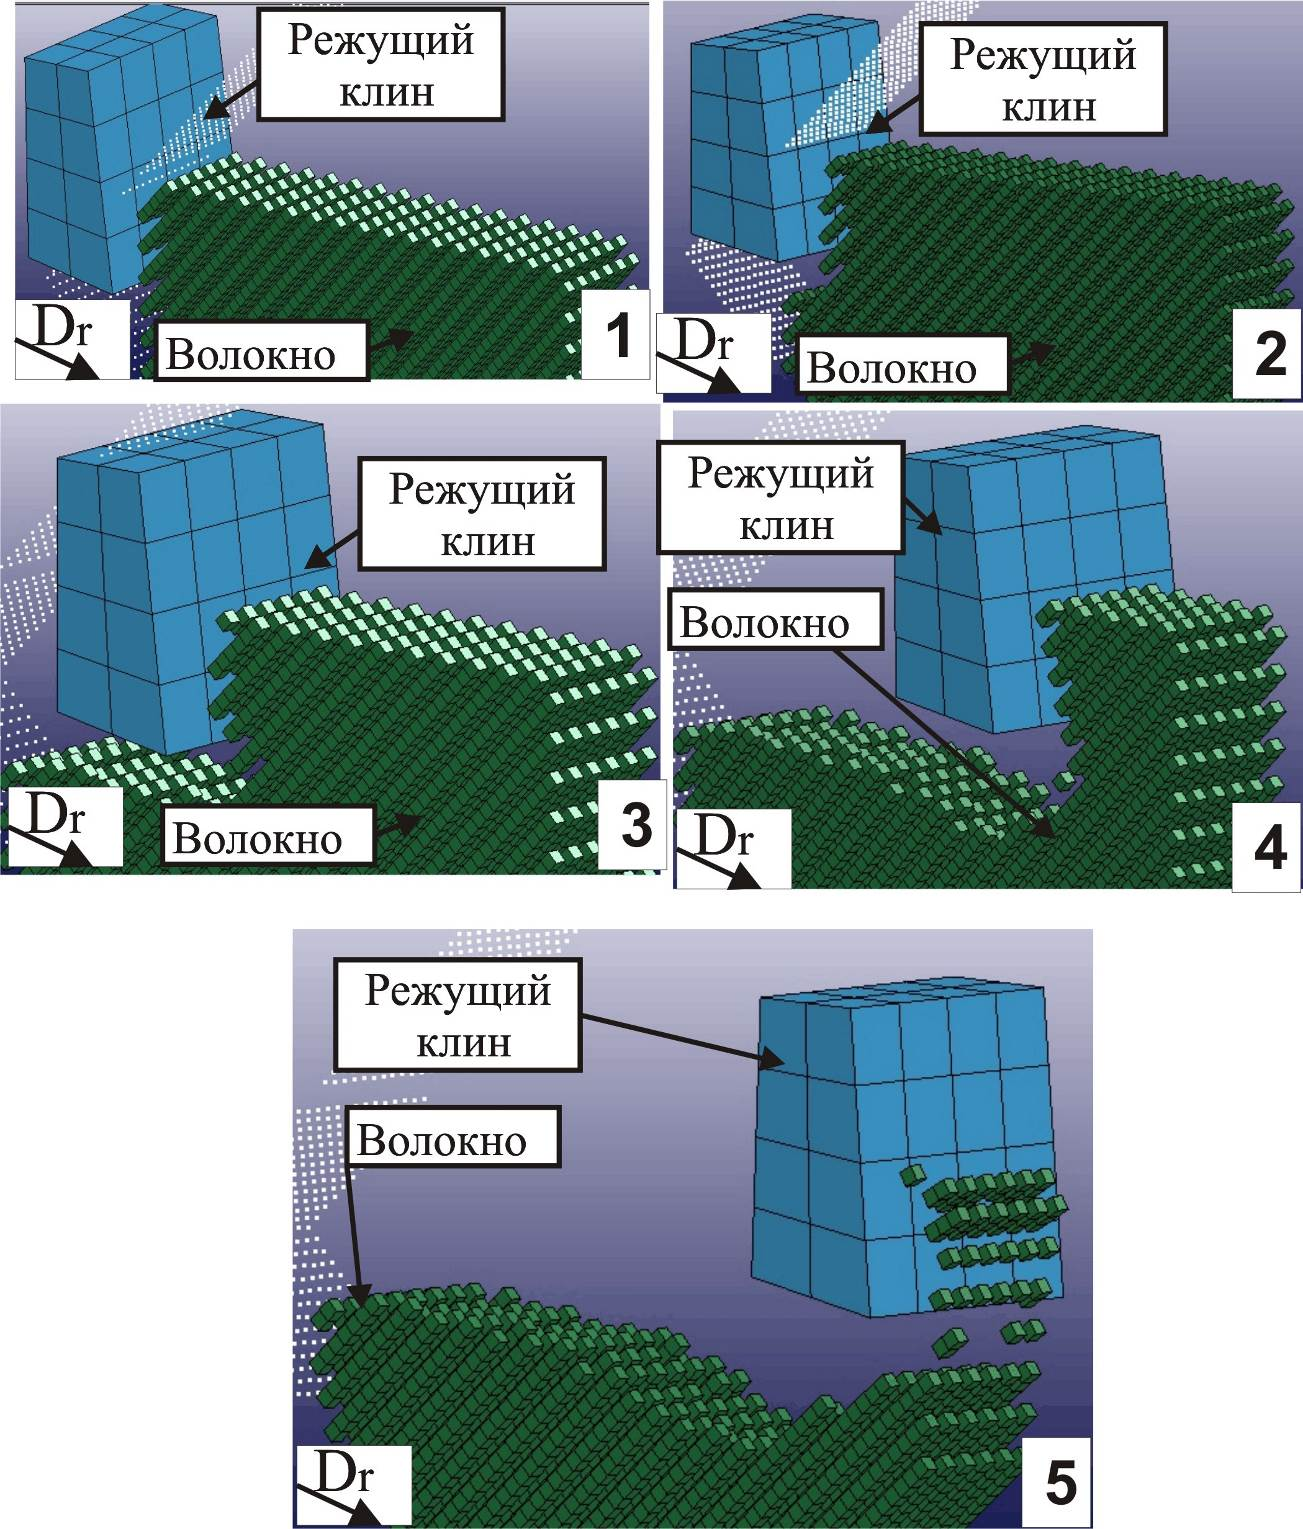 Режущий
клин
Dr
Волокно
1
Режущий
клин
Dr
Волокно
2
Режущий
клин
Dr
Волокно
3
Режущий
клин
Волокно
Dr
4
Режущий
клин
Волокно
Dr
5